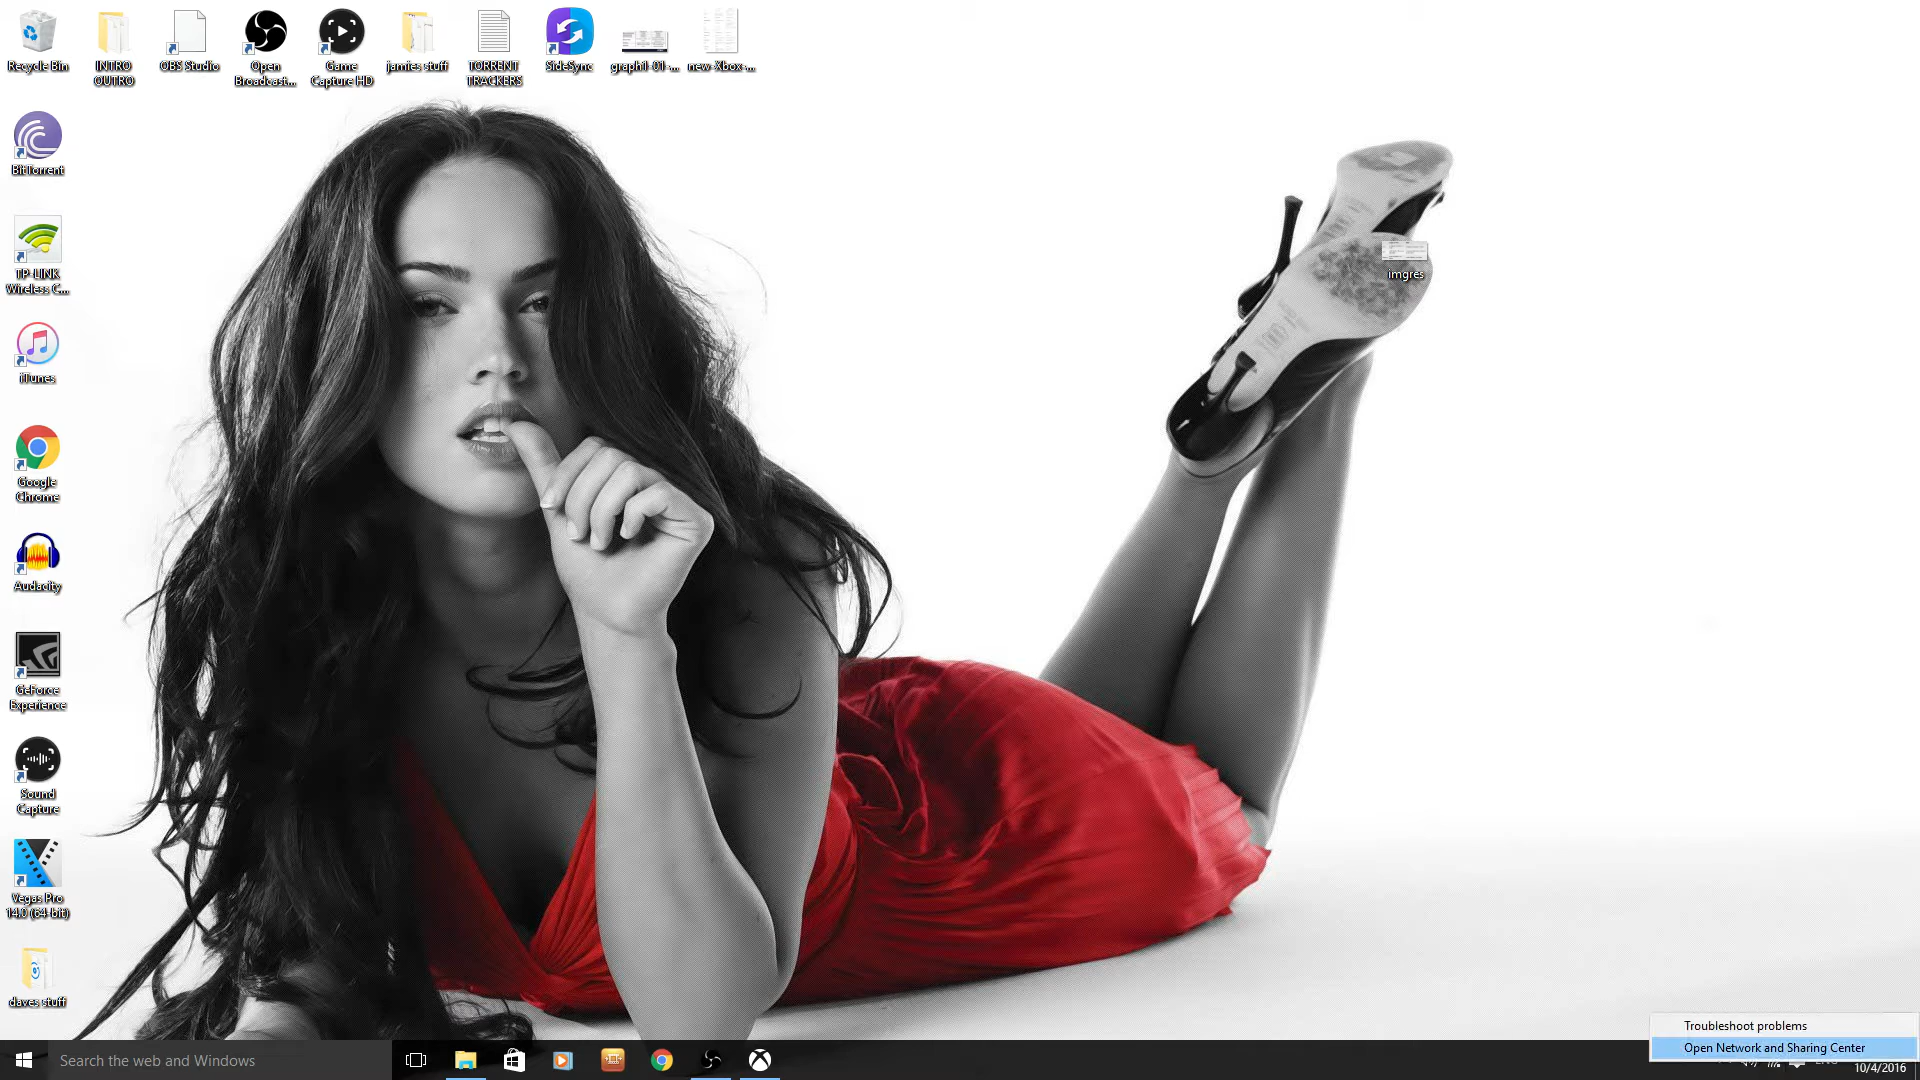 Recycle Bin
INTRO
OUTRO
OBS Studio
Open
Broadcast...
Game
Capture HD
jamies stuff
TORRENT
TRACKERS
SideSync
graph1-01-...
new-Xbox-...
BitTorrent
TP-LINK
Wireless C...
imgres
iTunes
Google
Chrome
Audacity
GeForce
Experience
Sound
Capture
Vegas Pro
14.0 (64-bit)
daves stuff
Troubleshoot problems
Open Network and Sharing Center
Search the web and Windows
10/4/2016